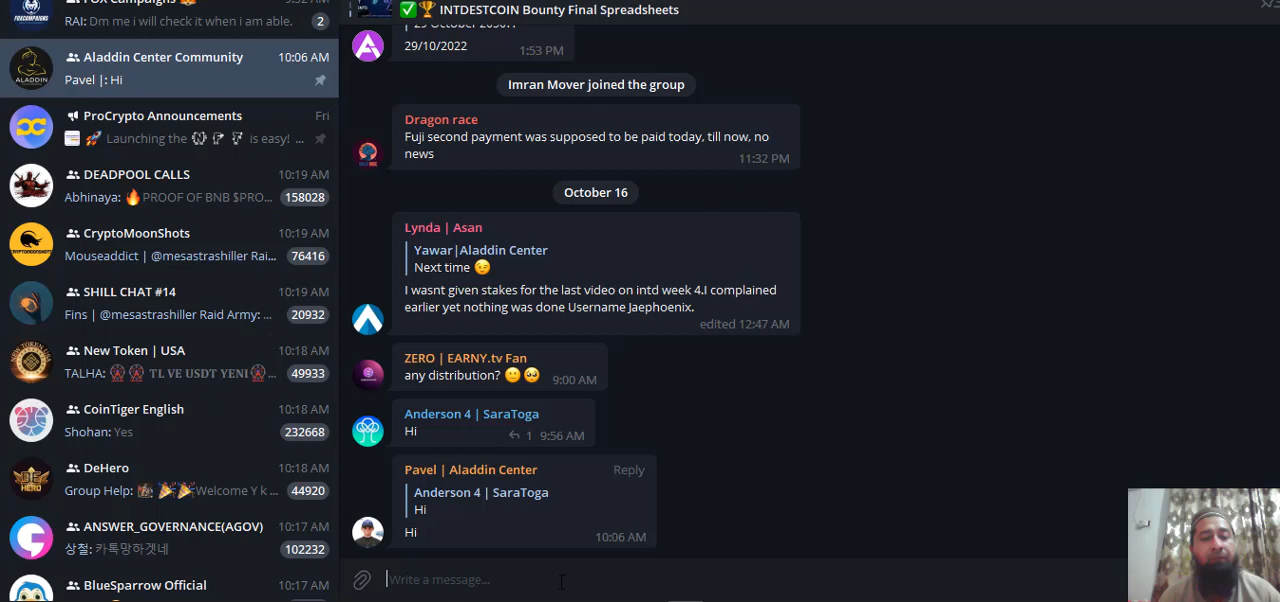 RAI: Dm me i will check it when i am able.
2
Aladdin Center Community
10:06 AM
Pavel |: Hi
ProCrypto Announcements
Fri
🚀 Launching the is easy! ...
DEADPOOL CALLS
10:19 AM
Abhinaya: 🔥PROOF OF BNB $PRO...
158028
CryptoMoonShots
10:19 AM
Mouseaddict | @mesastrashiller Rai...
76416
SHILL CHAT #14
10:19 AM
Fins | @mesastrashiller Raid Army: ...
20932
New Token | USA
10:18 AM
TALHA: 🎡 🎡 TL VE USDT YENI🎡...
49933
CoinTiger English
10:18 AM
Shohan: Yes
232668
DeHero
10:18 AM
Group Help: 🎉🎉Welcome Y k ...
44920
ANSWER_GOVERNANCE(AGOV)
10:17 AM
상철: 카톡망하겟네
102232
BlueSparrow Official
10:17 AM
✅🏆 INTDESTCOIN Bounty Final Spreadsheets
29/10/2022
1:53 PM
Imran Mover joined the group
Dragon race
Fuji second payment was supposed to be paid today, till now, no
news
11:32 PM
October 16
Lynda | Asan
Yawar|Aladdin Center
Next time 😉
I wasnt given stakes for the last video on intd week 4.I complained
earlier yet nothing was done Username Jaephoenix.
edited 12:47 AM
ZERO | EARNY.tv Fan
any distribution? 🙂 🥺
9:00 AM
Anderson 4 | SaraToga
Hi
1 9:56 AM
Pavel | Aladdin Center
Reply
Anderson 4 | SaraToga
Hi
Hi
10:06 AM
Write a message...
ALADDIN